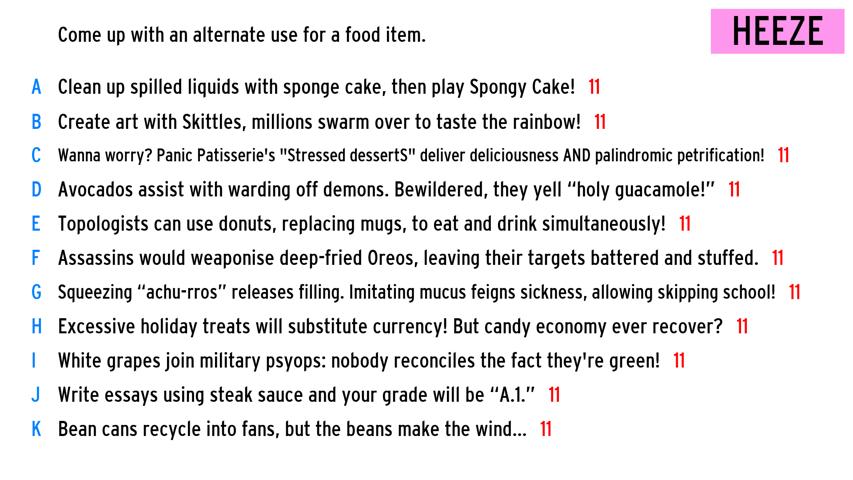 HEEZE
Come up with an alternate use for a food item.
A Clean up spilled liquids with sponge cake, then play Spongy Cake! 11
B Create art with Skittles, millions swarm over to taste the rainbow! 11
C Wanna worry? Panic Patisserie's "Stressed dessertS" deliver deliciousness AND palindromic petrification! 11
D Avocados assist with warding off demons. Bewildered, they yell “holy guacamole!” 11
E Topologists can use donuts, replacing mugs, to eat and drink simultaneously! 11
F Assassins would weaponise deep-fried Oreos, leaving their targets battered and stuffed. 11
G Squeezing “achu-rros” releases filling. Imitating mucus feigns sickness, allowing skipping school! 11
H Excessive holiday treats will substitute currency! But candy economy ever recover? 11
I White grapes join military psyops: nobody reconciles the fact they're green! 11
J Write essays using steak sauce and your grade will be “A.1.” 11
K Bean cans recycle into fans, but the beans make the wind... 11